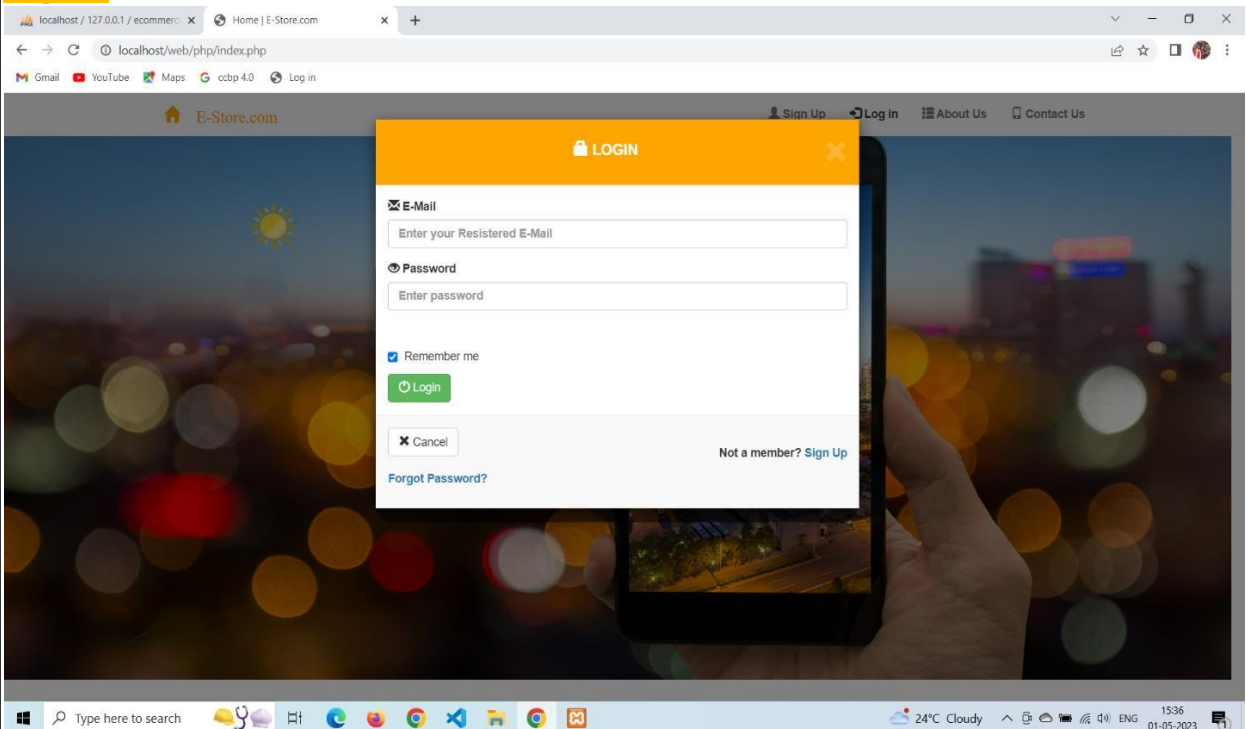 localhost / 127.0.0.1 / ecommerc
Home | E-Store.com
localhost/web/php/index.php
Gmail YouTube Maps ccbp 4.0 Log in
E-Store.com Sign Up Log in About Us Contact Us
LOGIN
E-Mail
Enter your Resistered E-Mail
Password
Enter password
Remember me
Login
Cancel
Not a member? Sign Up
Forgot Password?
Type here to search
24°C Cloudy
ENG
15:36
01-05-2023